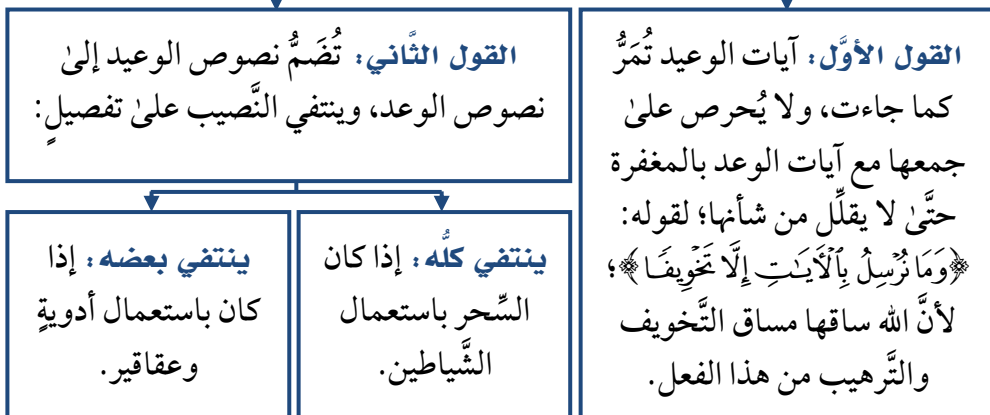 القول الأوَّل: آيات الوعيد تُمَرُّ
كما جاءت، ولا يُحرص علىٰ
جمعها مع آيات الوعد بالمغفرة
حتَّىٰ لا يقلِّل من شأنها؛ لقوله:
﴿وَمَا نُرۡسِلُ بِٱلۡأٓيَٰتِ إِلَّا تَخۡوِيفٗا﴾؛
لأنَّ الله ساقها مساق التَّخويف
والتَّرهيب من هذا الفعل.
القول الثَّاني: تُضَمُّ نصوص الوعيد إلىٰ
نصوص الوعد، وينتفي النَّصيب علىٰ تفصيلٍ:
ينتفي كلُّه: إذا كان
السِّحر باستعمال
الشَّياطين.
ينتفي بعضه: إذا
كان باستعمال أدويةٍ
وعقاقير.